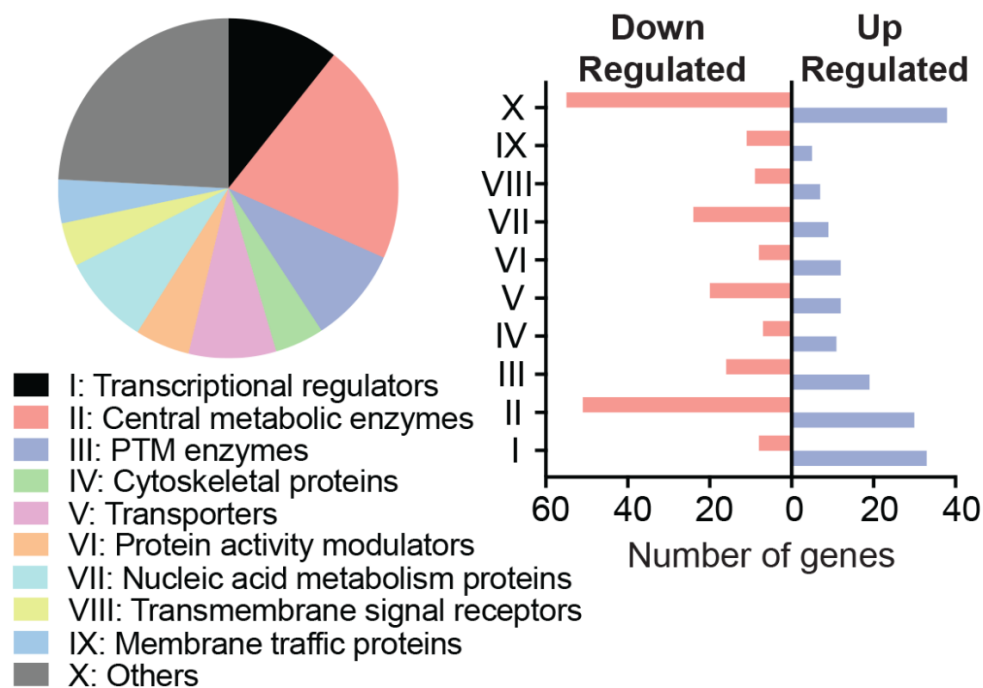 I: Transcriptional regulators
II: Central metabolic enzymes
III: PTM enzymes
IV: Cytoskeletal proteins
V: Transporters
VI: Protein activity modulators
VII: Nucleic acid metabolism proteins
VIII: Transmembrane signal receptors
IX: Membrane traffic proteins
X: Others
Down Regulated
Up Regulated
X
IX
VIII
VII
VI
V
IV
III
II
I
60 40 20 0 20 40
Number of genes